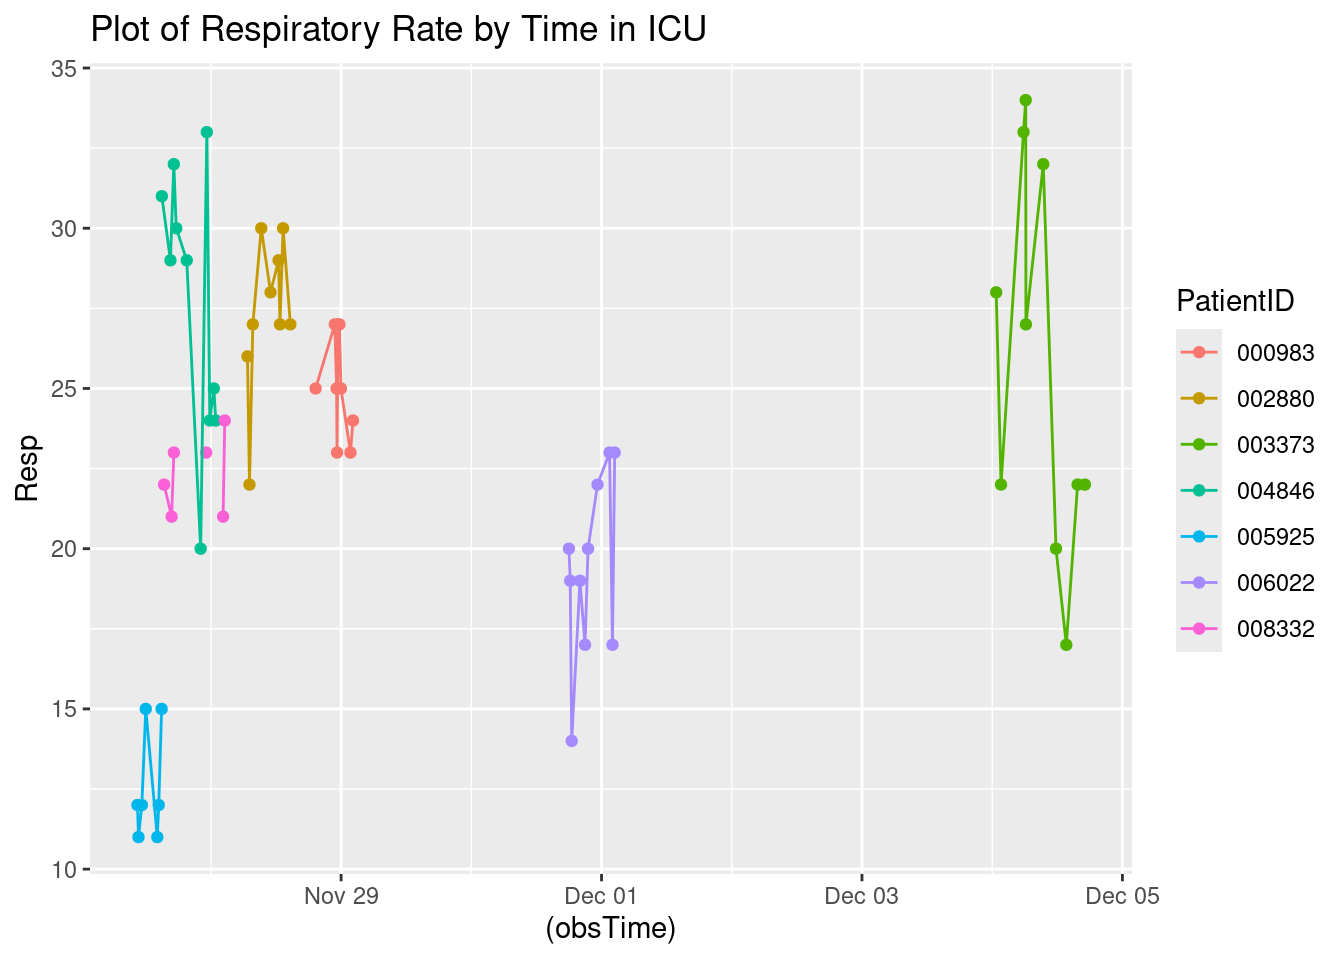 Plot of Respiratory Rate by Time in ICU
35
30
25
20
15
10
Resp
Nov 29
Dec 01
Dec 03
Dec 05
(obsTime)
PatientID
000983
002880
003373
004846
005925
006022
008332